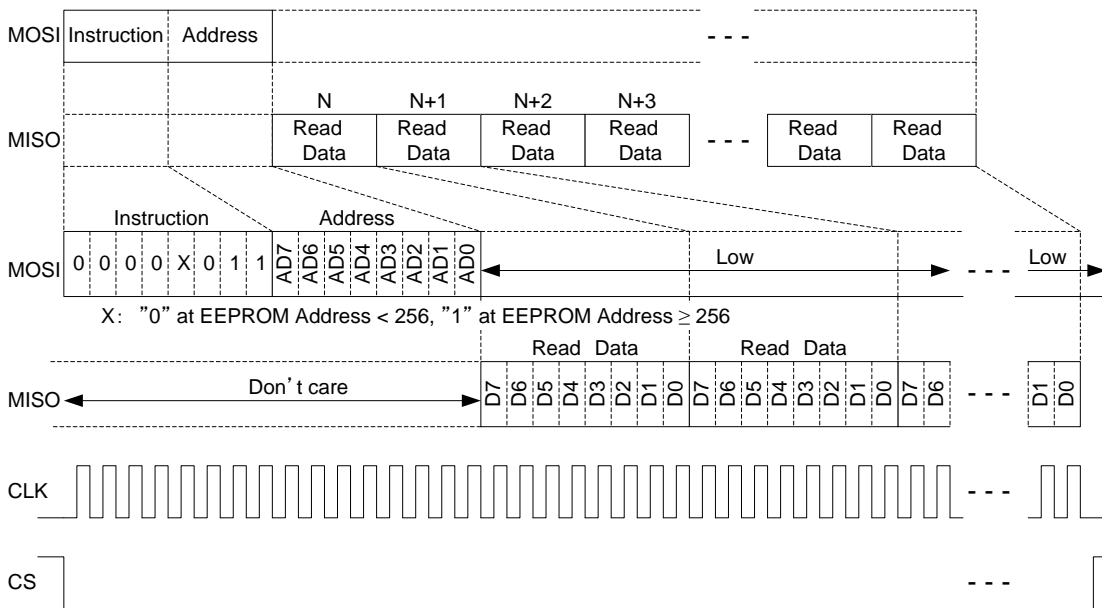 MOSI Instruction Address - - -
N N+1 N+2 N+3
MISO Read Data Read Data Read Data Read Data - - - Read Data Read Data
Instruction Address
MOSI 0 0 0 0 X 0 1 1 AD7 AD6 AD5 AD4 AD3 AD2 AD1 AD0 Low - - - Low
X: ”0” at EEPROM Address < 256, ”1” at EEPROM Address ≥ 256
Read Data Read Data
MISO Don’t care D7 D6 D5 D4 D3 D2 D1 D0 D7 D6 D5 D4 D3 D2 D1 D0 D7 D6 - - - D1 D0
CLK - - -
CS - - -